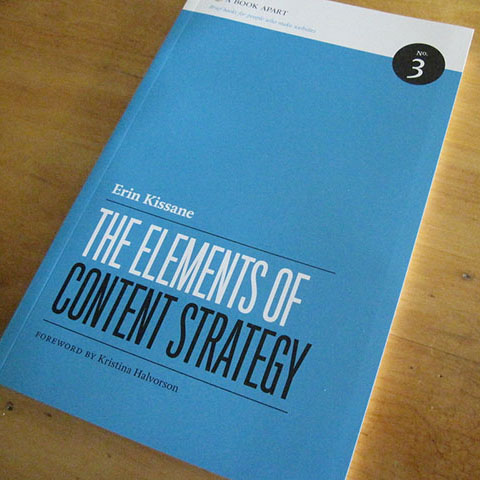 A BOOK APART
Brief books for people who make websites
No.
3
Erin Kissane
THE ELEMENTS OF
CONTENT STRATEGY
FOREWORD BY Kristina Halvorson